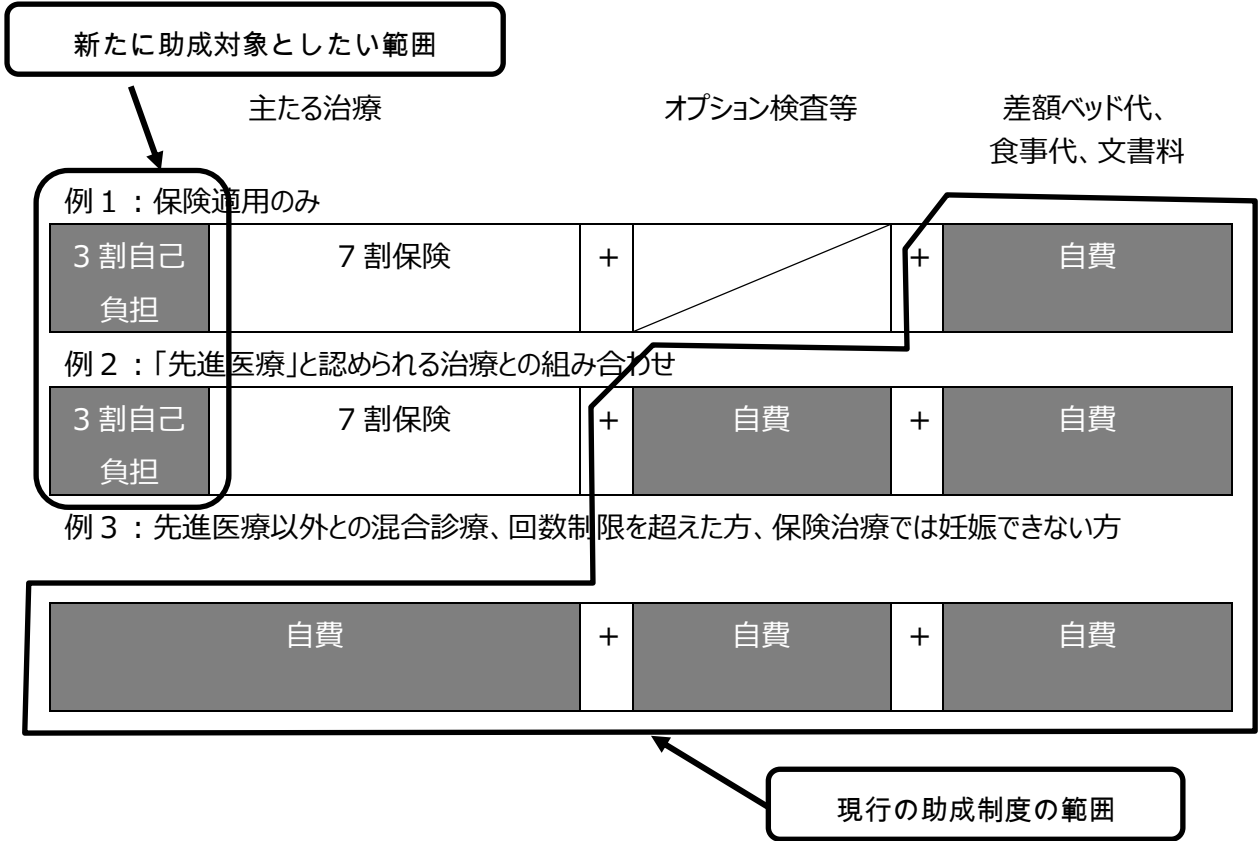 新たに助成対象としたい範囲
主たる治療
オプション検査等
差額ベッド代、
食事代、文書料
例1：保険適用のみ
3割自己
負担
7割保険
+
+
自費
例2：「先進医療」と認められる治療との組み合わせ
3割自己
負担
7割保険
+
自費
+
自費
例3：先進医療以外との混合診療、回数制限を超えた方、保険治療では妊娠できない方
自費
+
自費
+
自費
現行の助成制度の範囲